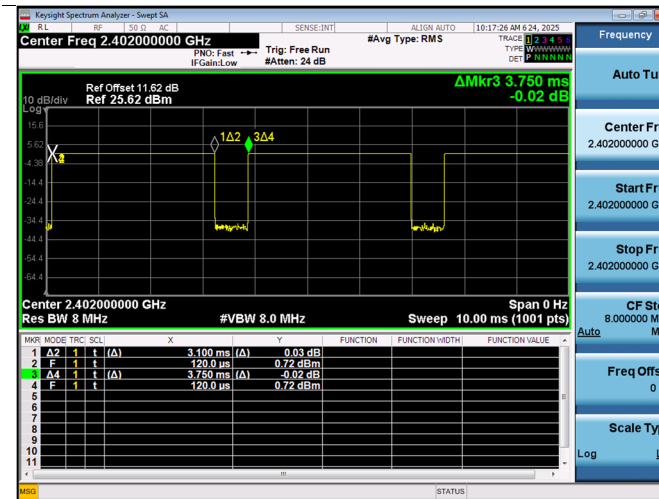 Keysight Spectrum Analyzer - Swept SA
RL RF 50 Ω AC SENSE:INT ALIGN AUTO 10:17:26 AM 6 24, 2025
Center Freq 2.402000000 GHz
#Avg Type: RMS
TRACE 1 2 3 4 5 6
PNO: Fast Trig: Free Run
TYPE W
IFGain:Low #Atten: 24 dB
DET P N N N N N
Ref Offset 11.62 dB
ΔMkr3 3.750 ms
10 dB/div Ref 25.62 dBm
-0.02 dB
Log
15.6
1Δ2 3Δ4
5.62
-4.38
-14.4
-24.4
-34.4
-44.4
-54.4
-64.4
Center 2.402000000 GHz Span 0 Hz
Res BW 8 MHz #VBW 8.0 MHz Sweep 10.00 ms (1001 pts)
MKR MODE TRC SCL X Y FUNCTION FUNCTION WIDTH FUNCTION VALUE
1 Δ2 1 t (Δ) 3.100 ms (Δ) 0.03 dB
2 F 1 t 120.0 µs 0.72 dBm
3 Δ4 1 t (Δ) 3.750 ms (Δ) -0.02 dB
4 F 1 t 120.0 µs 0.72 dBm
5
6
7
8
9
10
11
MSG STATUS
Frequency
Auto Tu
Center Fr
2.402000000 G
Start Fr
2.402000000 G
Stop Fr
2.402000000 G
CF St
8.000000 M
Auto M
Freq Offs
0
Scale Ty
Log